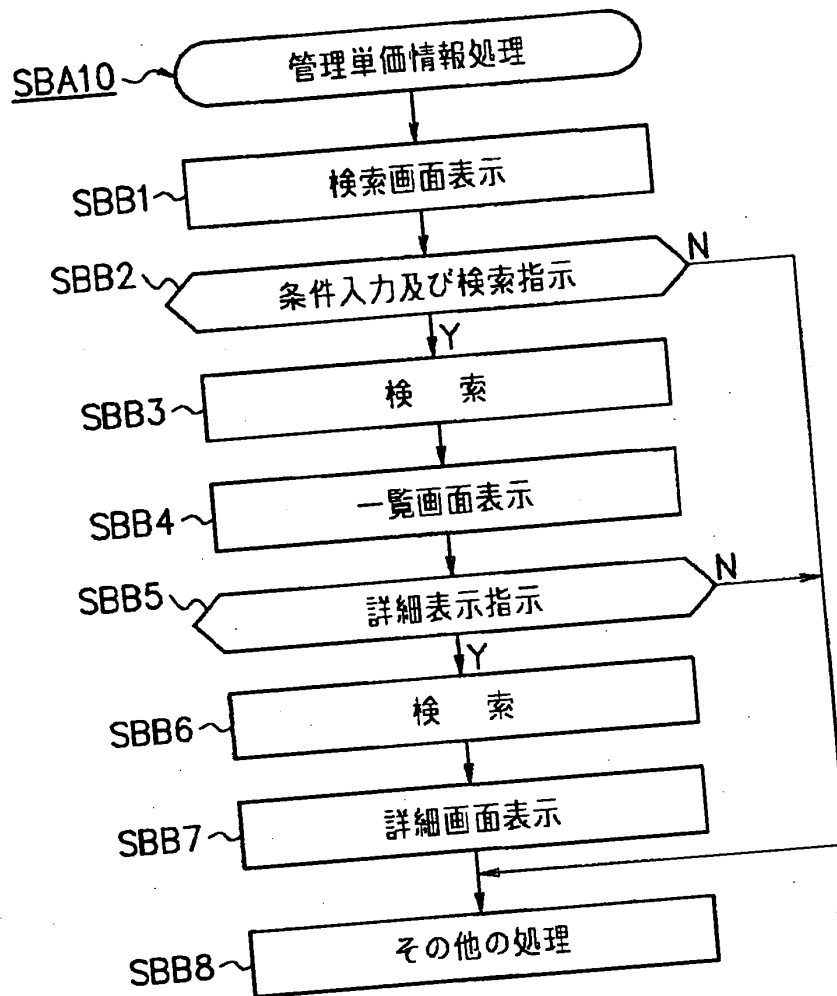 管理単価情報処理
SBA10
検索画面表示
SBB1
N
条件入力及び検索指示
SBB2
Y
検 索
SBB3
一覧画面表示
SBB4
N
詳細表示指示
SBB5
Y
検 索
SBB6
詳細画面表示
SBB7
その他の処理
SBB8